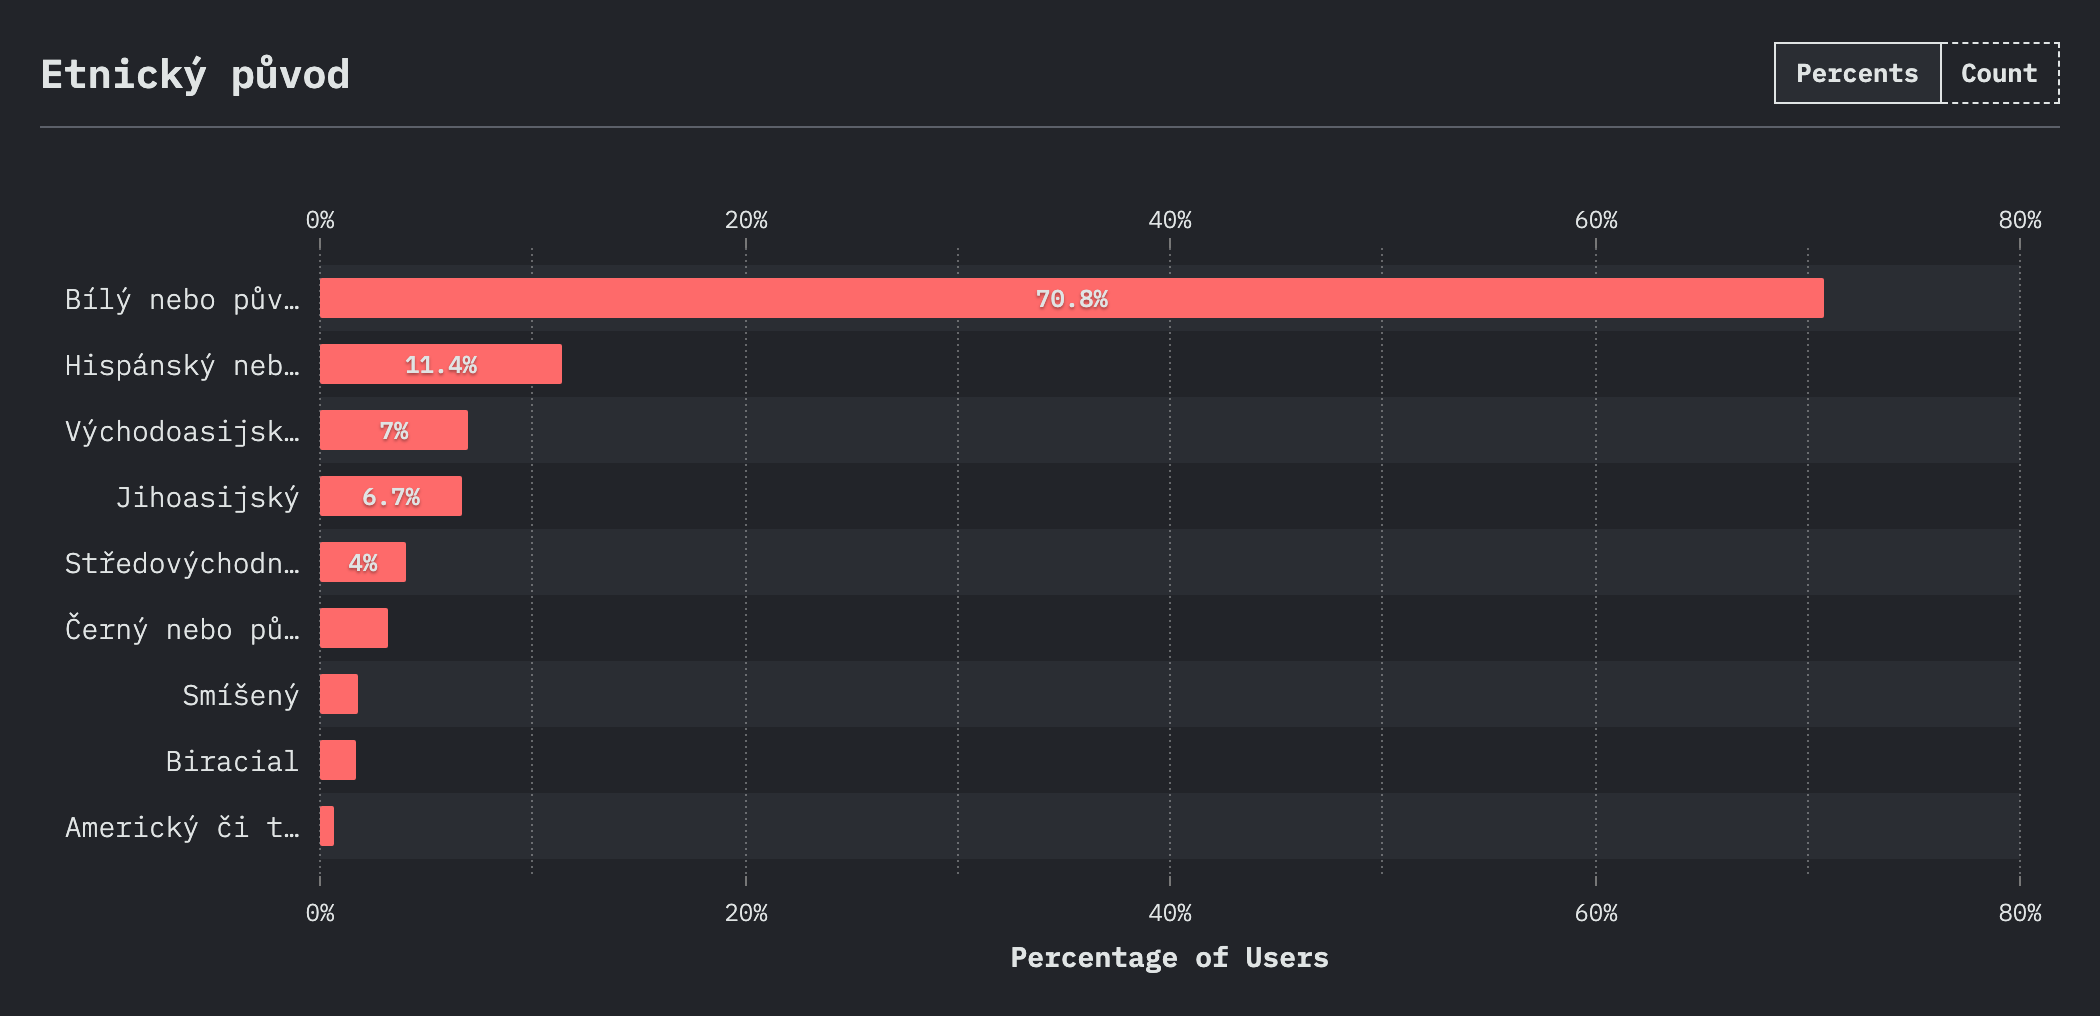 Etnický původ
Percents Count
0% 20% 40% 60% 80%
Bílý nebo pův… 70.8%
Hispánský neb… 11.4%
Východoasijsk… 7%
Jihoasijský 6.7%
Středovýchodn… 4%
Černý nebo pů…
Smíšený
Biracial
Americký či t…
0% 20% 40% 60% 80%
Percentage of Users